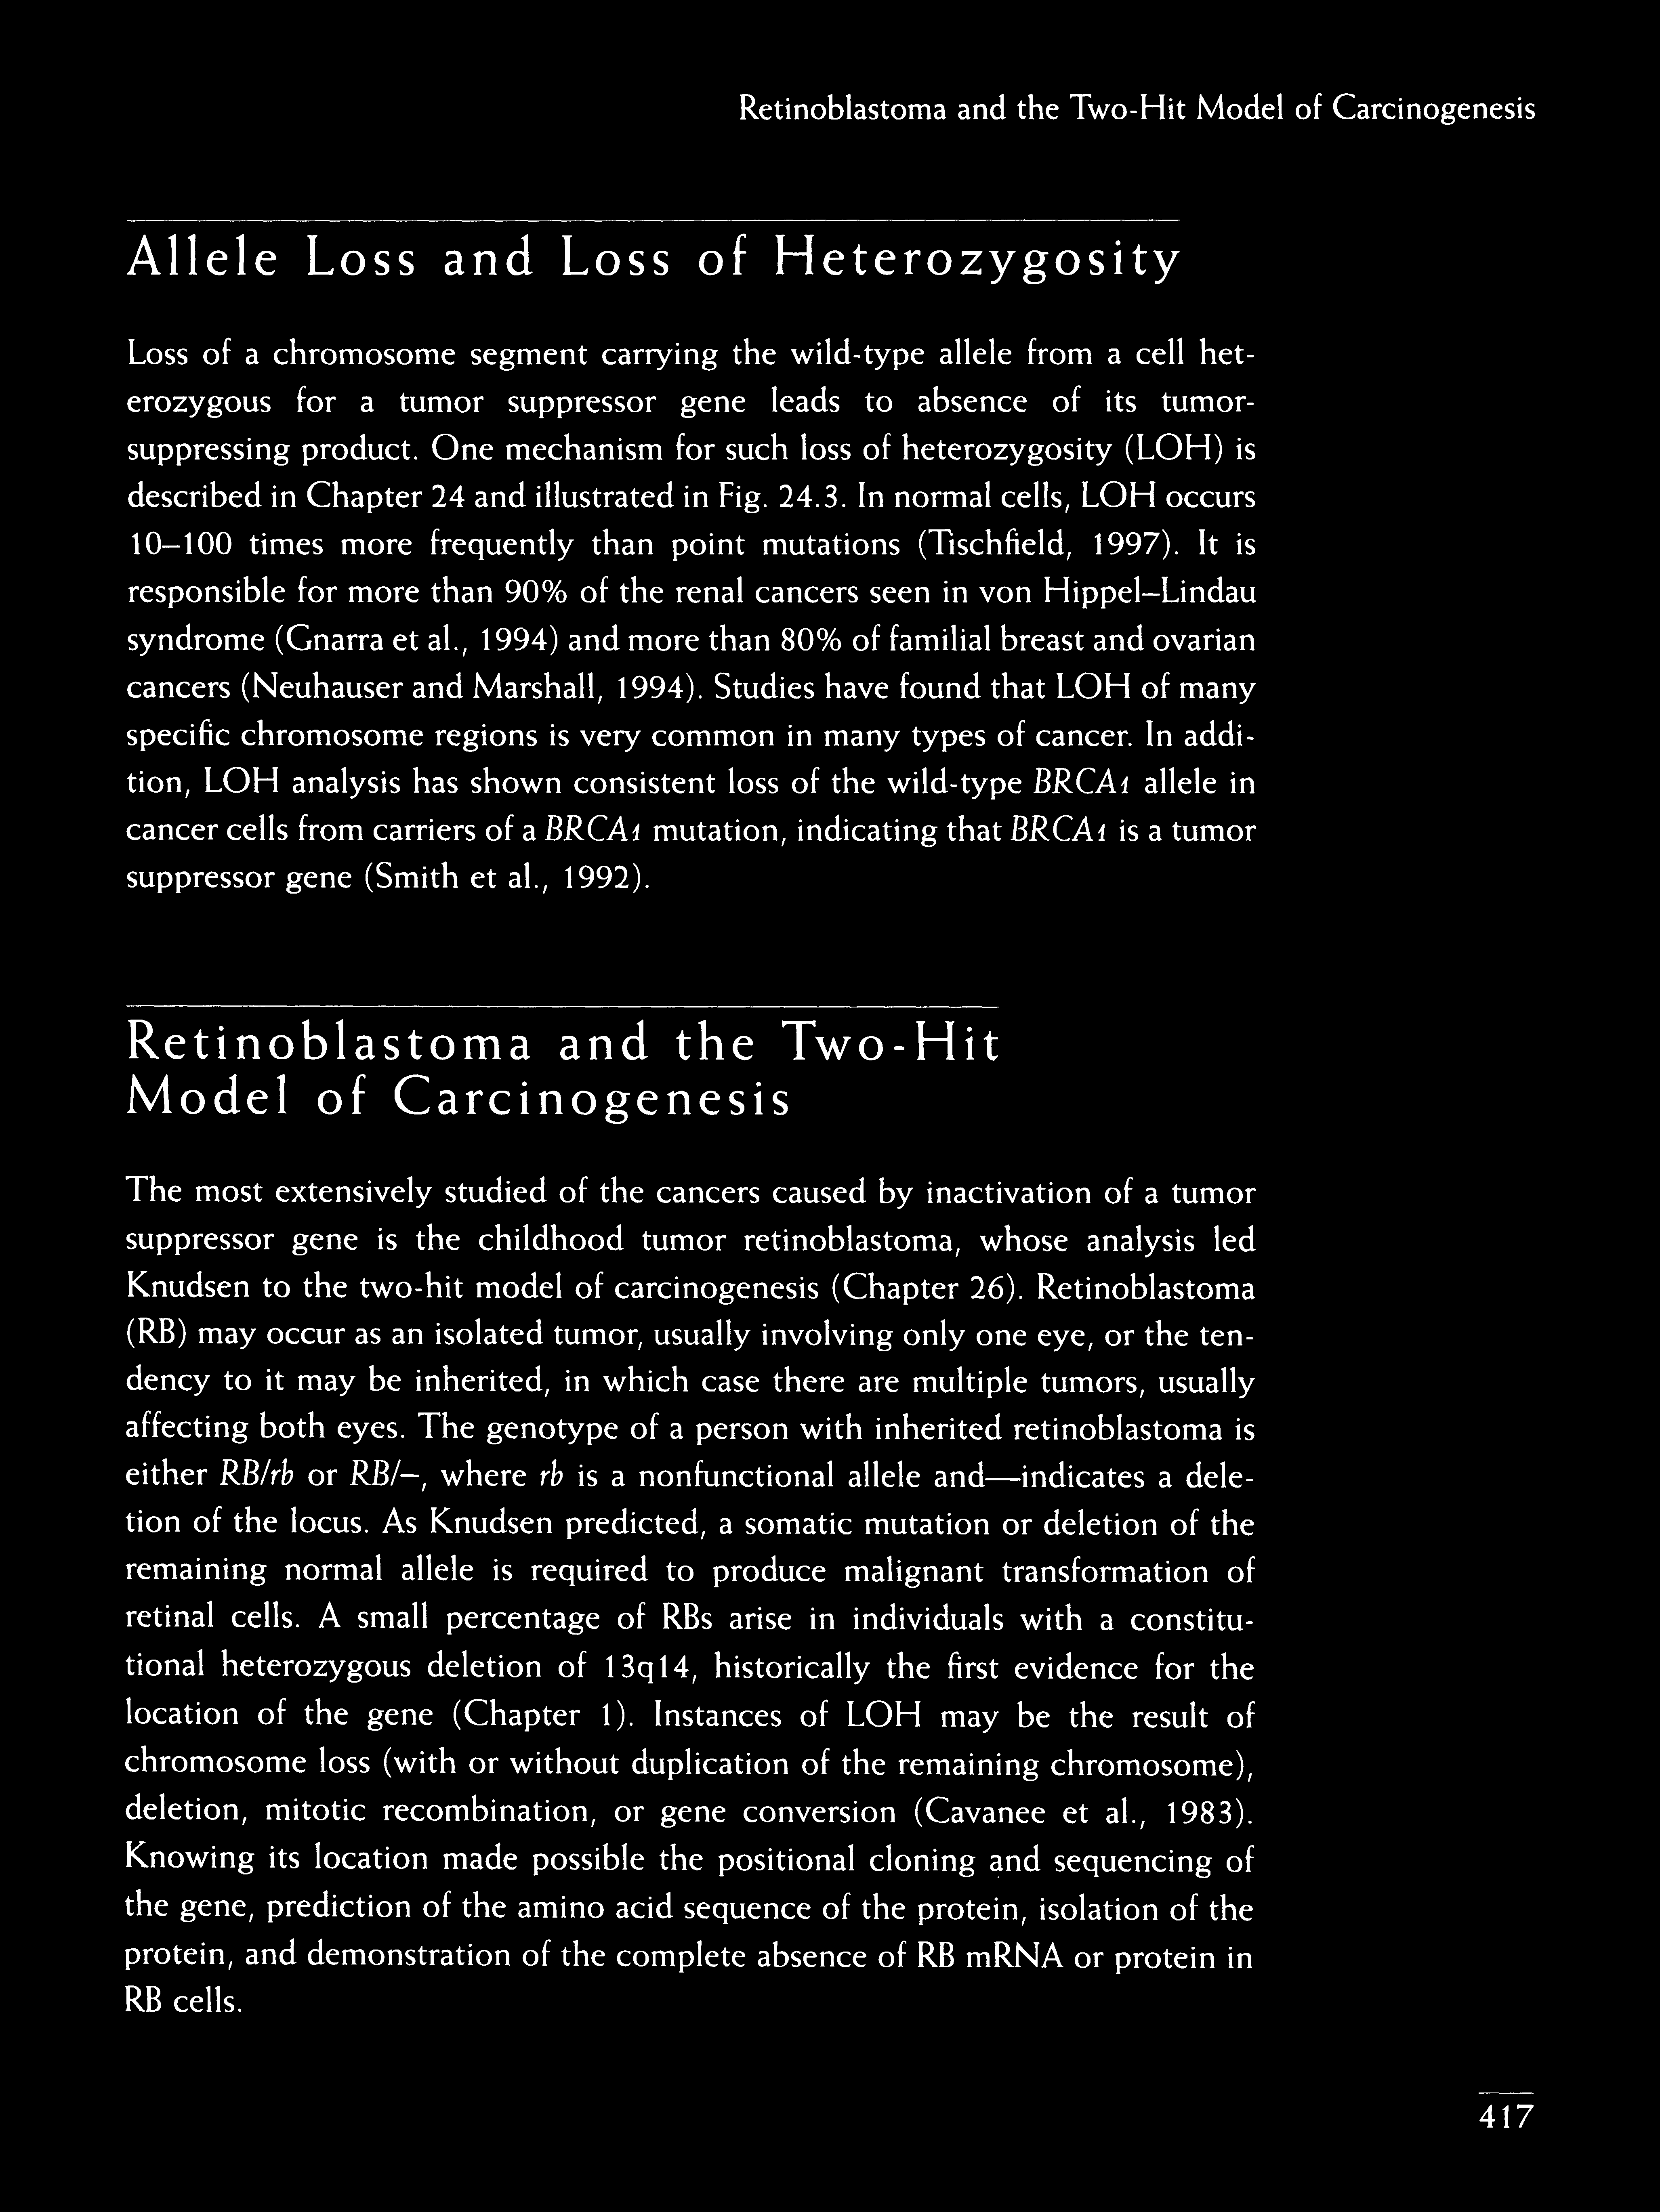 Retinoblastoma and the Two-Hit Model of Carcinogenesis
Allele Loss and Loss of Heterozygosity
Loss of a chromosome segment carrying the wild-type allele from a cell het-
erozygous for a tumor suppressor gene leads to absence of its tumor-
suppressing product. One mechanism for such loss of heterozygosity (LOH) is
described in Chapter 24 and illustrated in Fig. 24.3. In normal cells, LOH occurs
10–100 times more frequently than point mutations (Tischfield, 1997). It is
responsible for more than 90% of the renal cancers seen in von Hippel–Lindau
syndrome (Gnarra et al., 1994) and more than 80% of familial breast and ovarian
cancers (Neuhauser and Marshall, 1994). Studies have found that LOH of many
specific chromosome regions is very common in many types of cancer. In addi-
tion, LOH analysis has shown consistent loss of the wild-type BRCA1 allele in
cancer cells from carriers of a BRCA1 mutation, indicating that BRCA1 is a tumor
suppressor gene (Smith et al., 1992).
Retinoblastoma and the Two-Hit
Model of Carcinogenesis
The most extensively studied of the cancers caused by inactivation of a tumor
suppressor gene is the childhood tumor retinoblastoma, whose analysis led
Knudsen to the two-hit model of carcinogenesis (Chapter 26). Retinoblastoma
(RB) may occur as an isolated tumor, usually involving only one eye, or the ten-
dency to it may be inherited, in which case there are multiple tumors, usually
affecting both eyes. The genotype of a person with inherited retinoblastoma is
either RB/rb or RB/–, where rb is a nonfunctional allele and—indicates a dele-
tion of the locus. As Knudsen predicted, a somatic mutation or deletion of the
remaining normal allele is required to produce malignant transformation of
retinal cells. A small percentage of RBs arise in individuals with a constitu-
tional heterozygous deletion of 13q14, historically the first evidence for the
location of the gene (Chapter 1). Instances of LOH may be the result of
chromosome loss (with or without duplication of the remaining chromosome),
deletion, mitotic recombination, or gene conversion (Cavanee et al., 1983).
Knowing its location made possible the positional cloning and sequencing of
the gene, prediction of the amino acid sequence of the protein, isolation of the
protein, and demonstration of the complete absence of RB mRNA or protein in
RB cells.
417